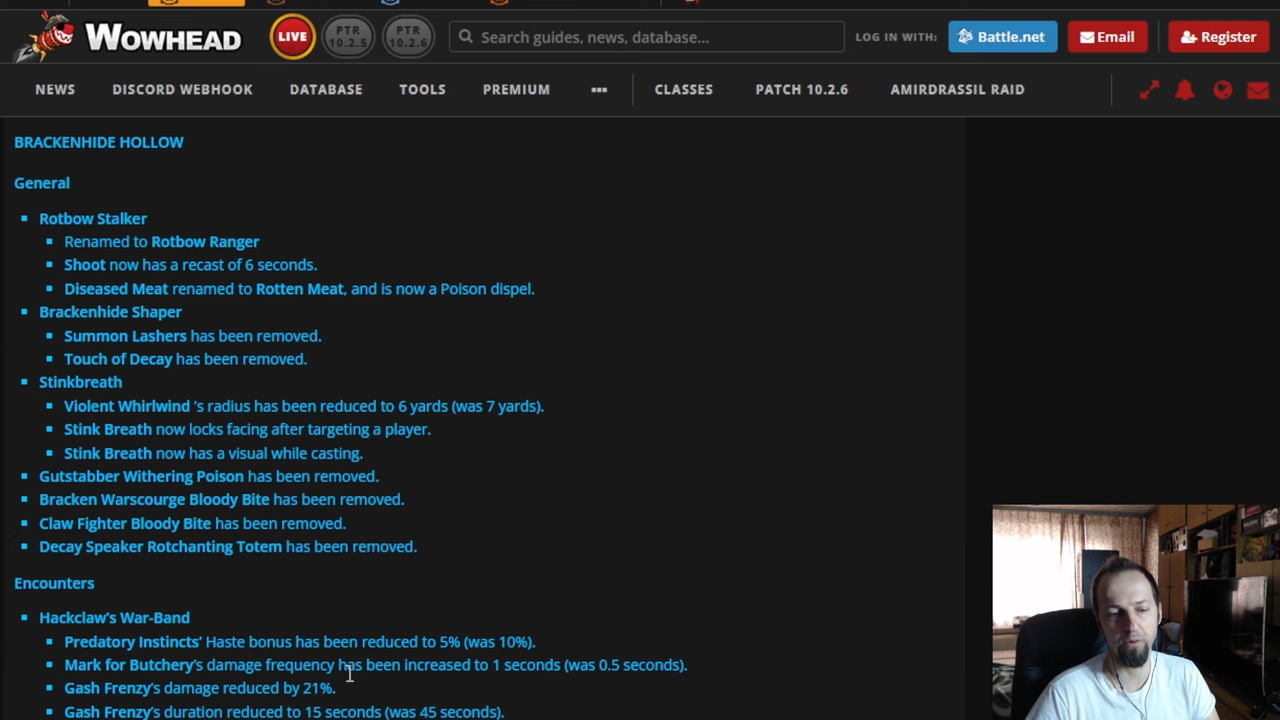 WOWHEAD
LIVE
PTR 10.2.5
PTR 10.2.6
Search guides, news, database...
LOG IN WITH:
Battle.net
Email
Register
NEWS
DISCORD WEBHOOK
DATABASE
TOOLS
PREMIUM
•••
CLASSES
PATCH 10.2.6
AMIRDRASSIL RAID
BRACKENHIDE HOLLOW
General
Rotbow Stalker
Renamed to Rotbow Ranger
Shoot now has a recast of 6 seconds.
Diseased Meat renamed to Rotten Meat, and is now a Poison dispel.
Brackenhide Shaper
Summon Lashers has been removed.
Touch of Decay has been removed.
Stinkbreath
Violent Whirlwind 's radius has been reduced to 6 yards (was 7 yards).
Stink Breath now locks facing after targeting a player.
Stink Breath now has a visual while casting.
Gutstabber Withering Poison has been removed.
Bracken Warscourge Bloody Bite has been removed.
Claw Fighter Bloody Bite has been removed.
Decay Speaker Rotchanting Totem has been removed.
Encounters
Hackclaw's War-Band
Predatory Instincts' Haste bonus has been reduced to 5% (was 10%).
Mark for Butchery's damage frequency has been increased to 1 seconds (was 0.5 seconds).
Gash Frenzy's damage reduced by 21%.
Gash Frenzy's duration reduced to 15 seconds (was 45 seconds).